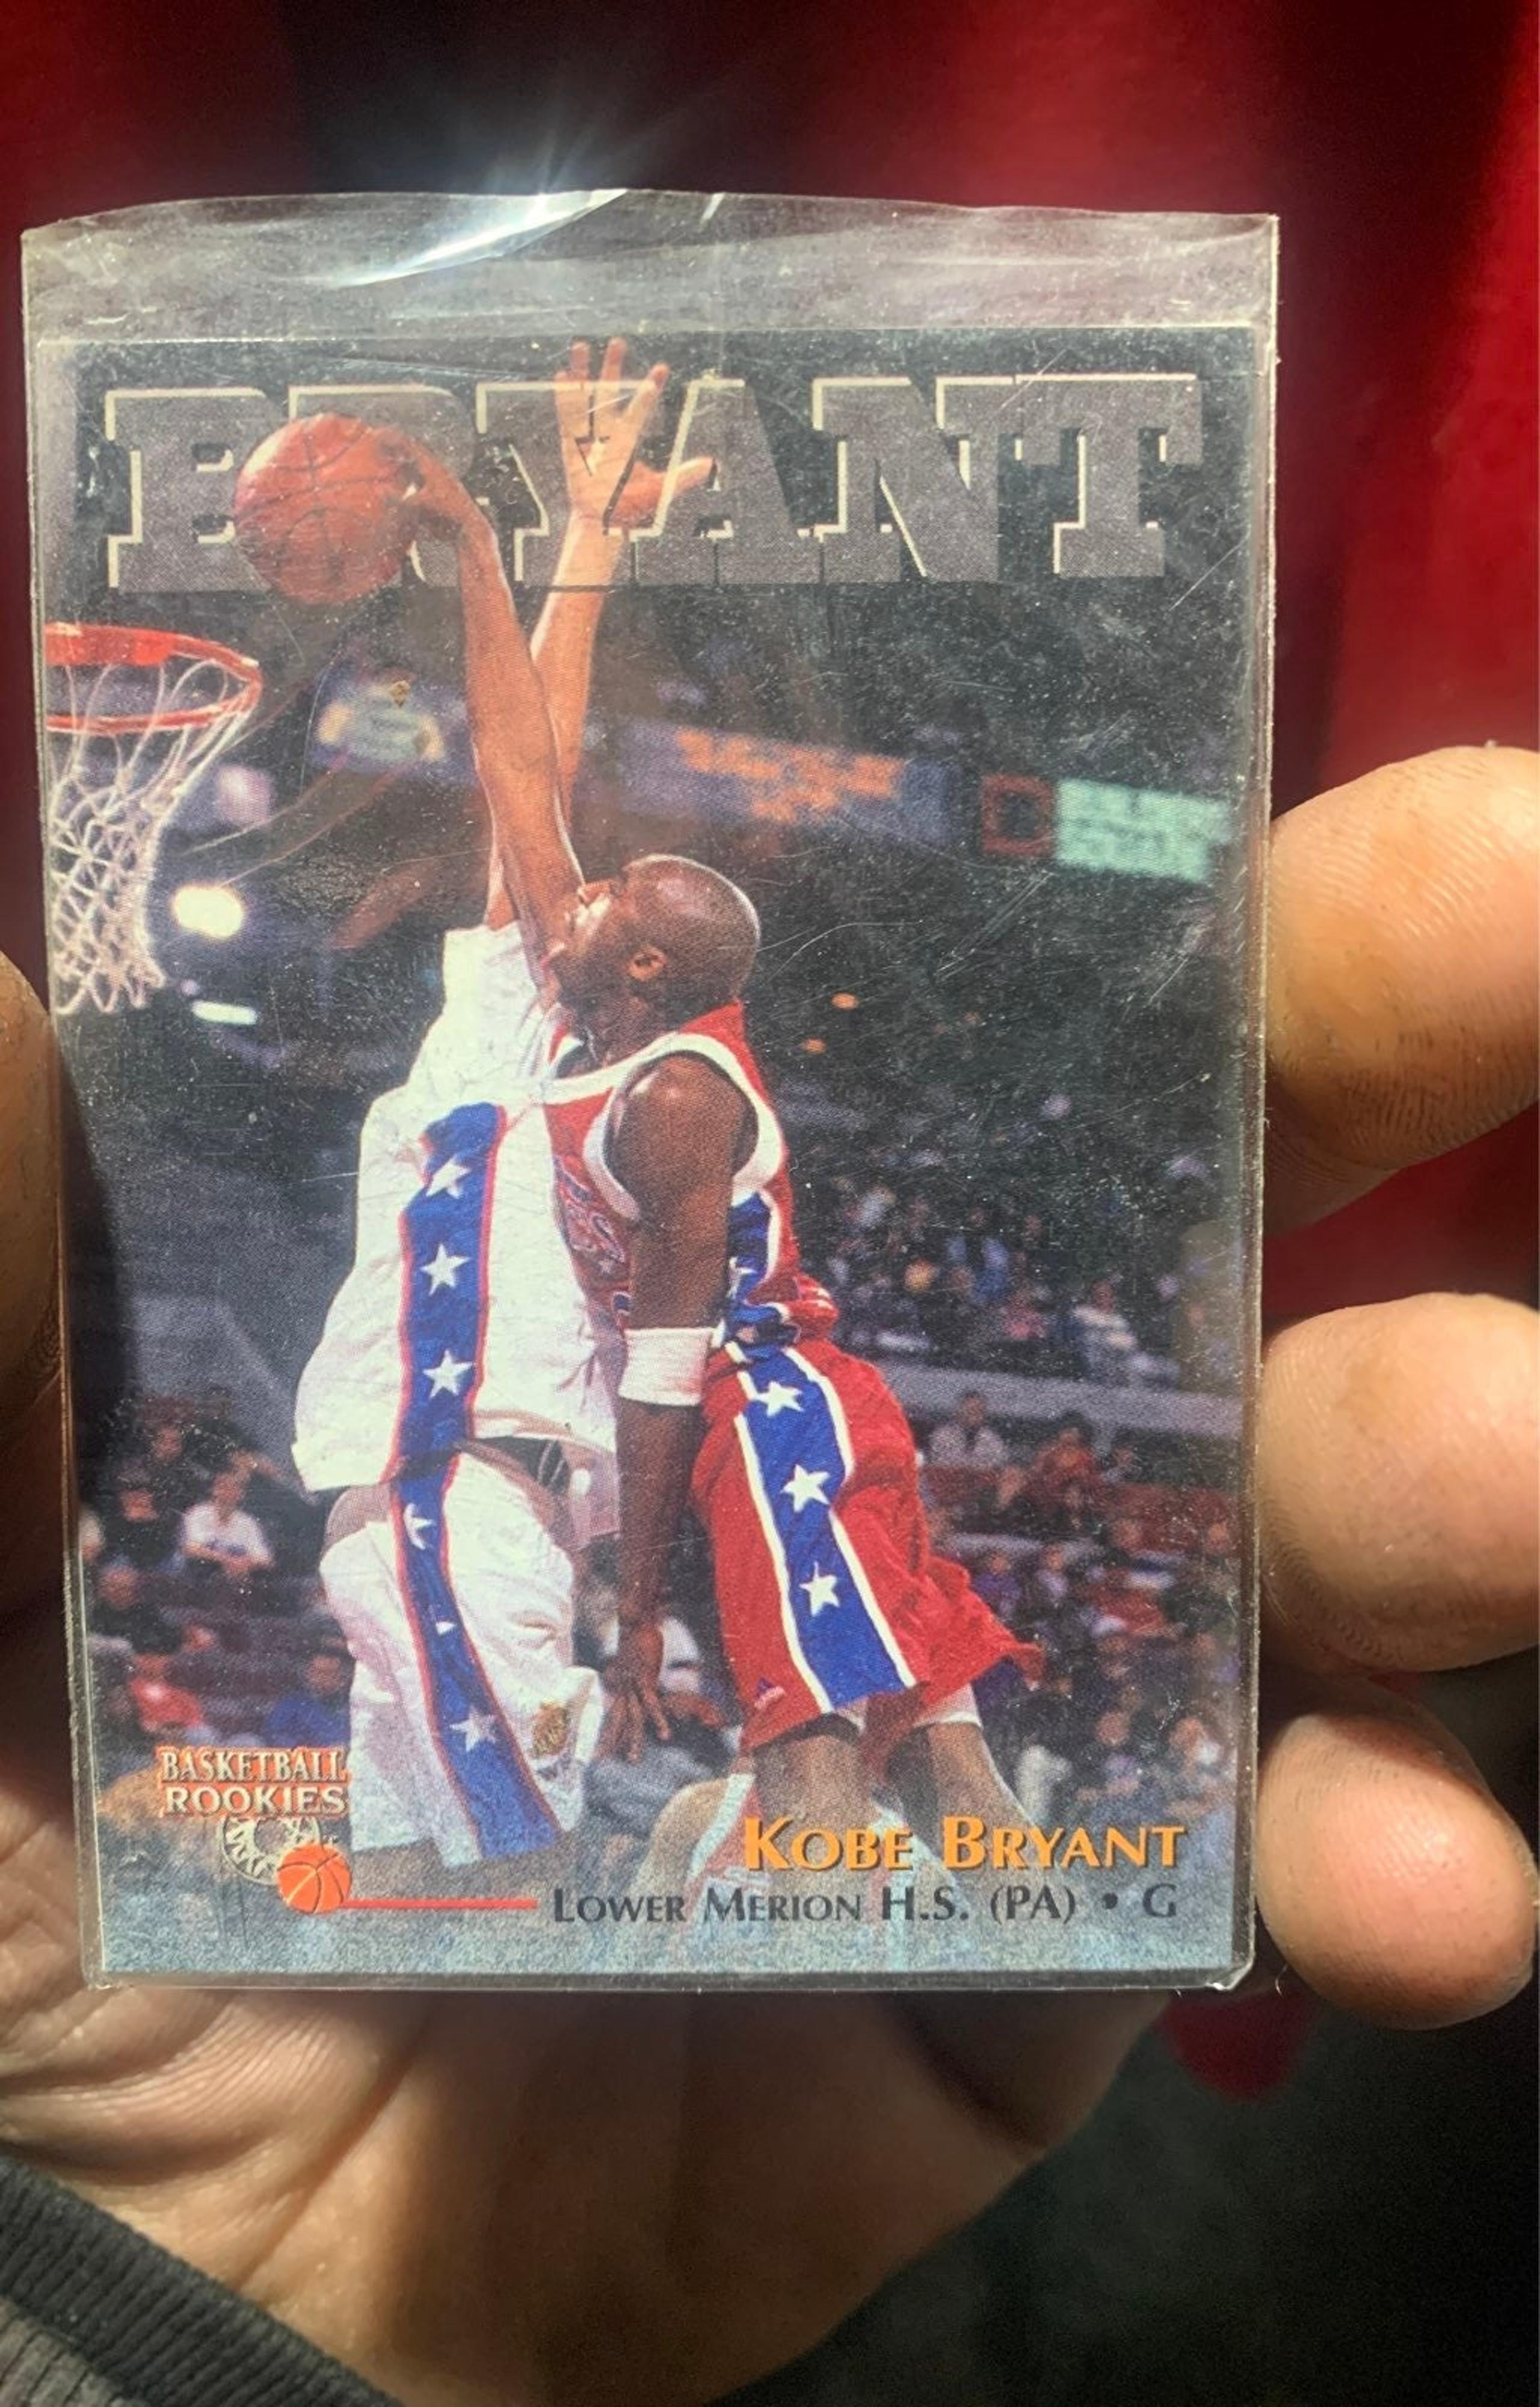 BRYANT
BASKETBALL
ROOKIES
KOBE BRYANT
LOWER MERION H.S. (PA) • G